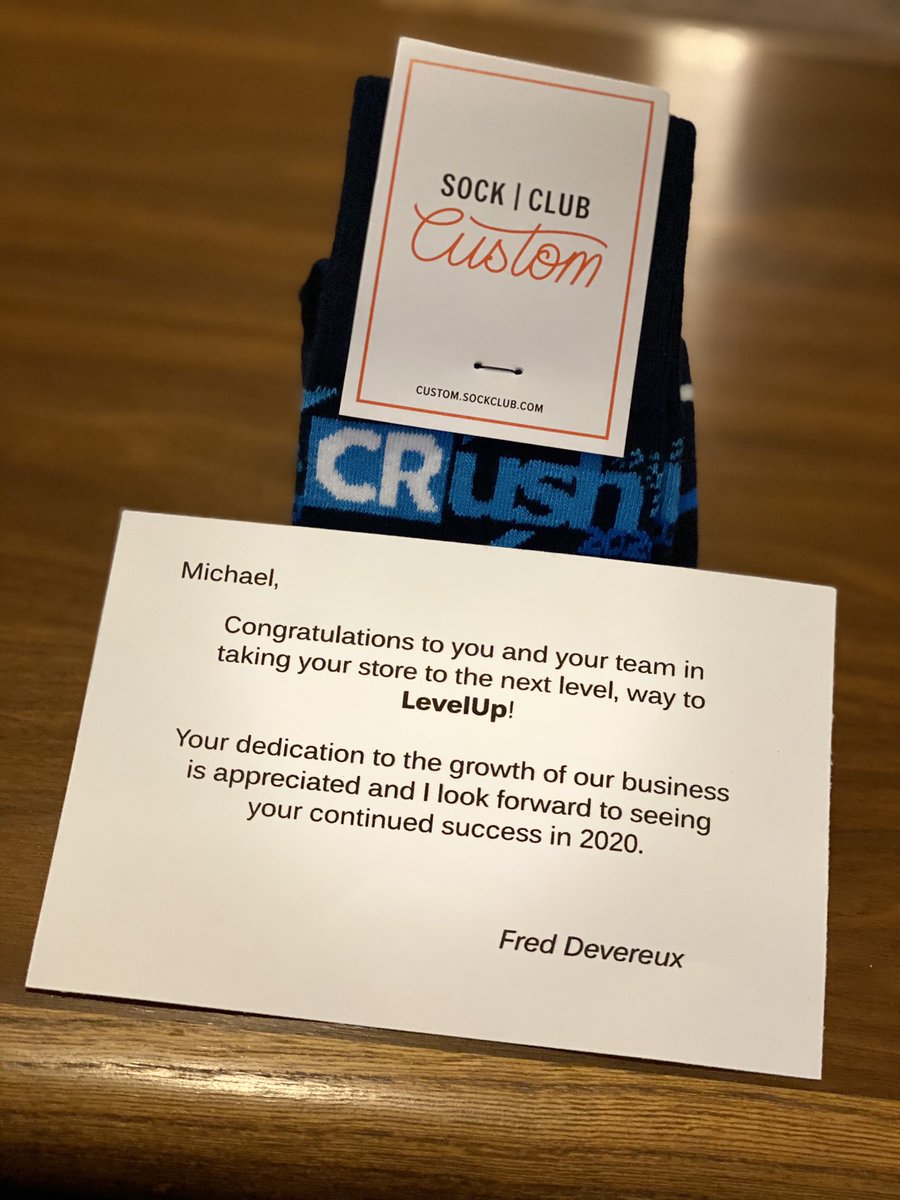 SOCK | CLUB
Custom
CUSTOM.SOCKCLUB.COM
CRush
Michael,
Congratulations to you and your team in
taking your store to the next level, way to
LevelUp!
Your dedication to the growth of our business
is appreciated and I look forward to seeing
your continued success in 2020.
Fred Devereux